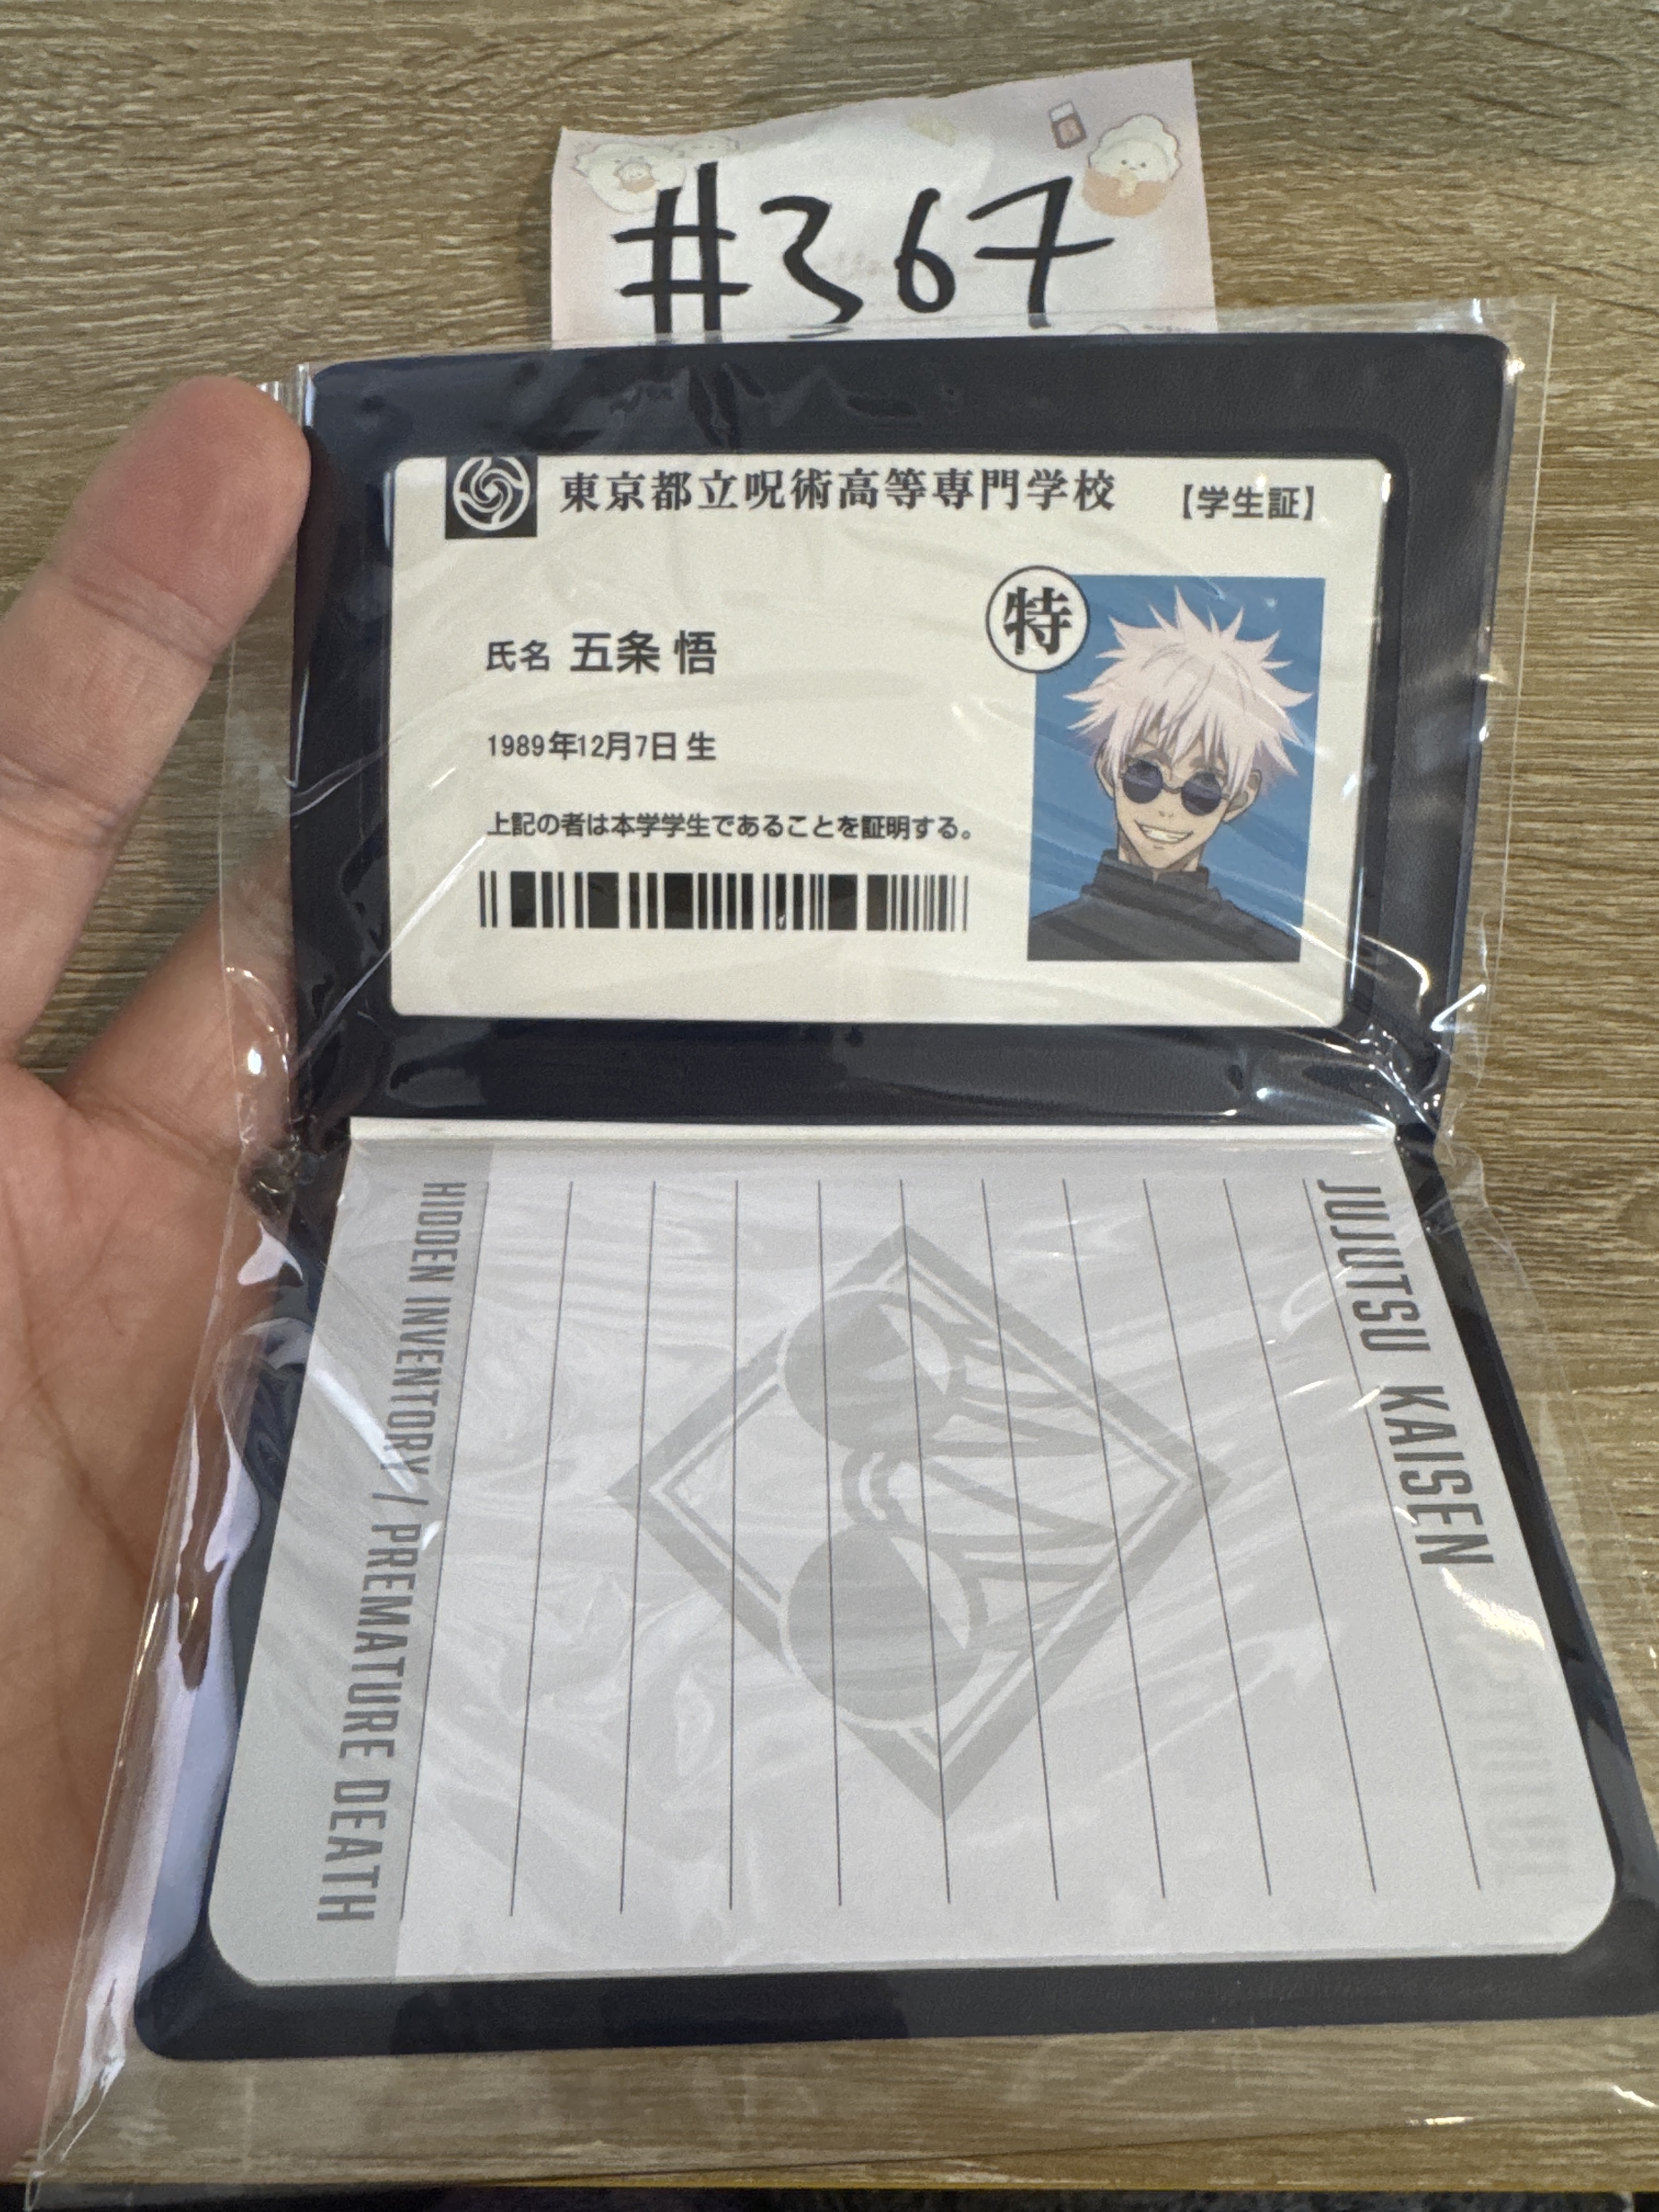 #367
東京都立呪術高等専門学校 【学生証】
特
氏名 五条 悟
1989年12月7日 生
上記の者は本学学生であることを証明する。
JUJUTSU KAISEN
HIDDEN INVENTORY / PREMATURE DEATH